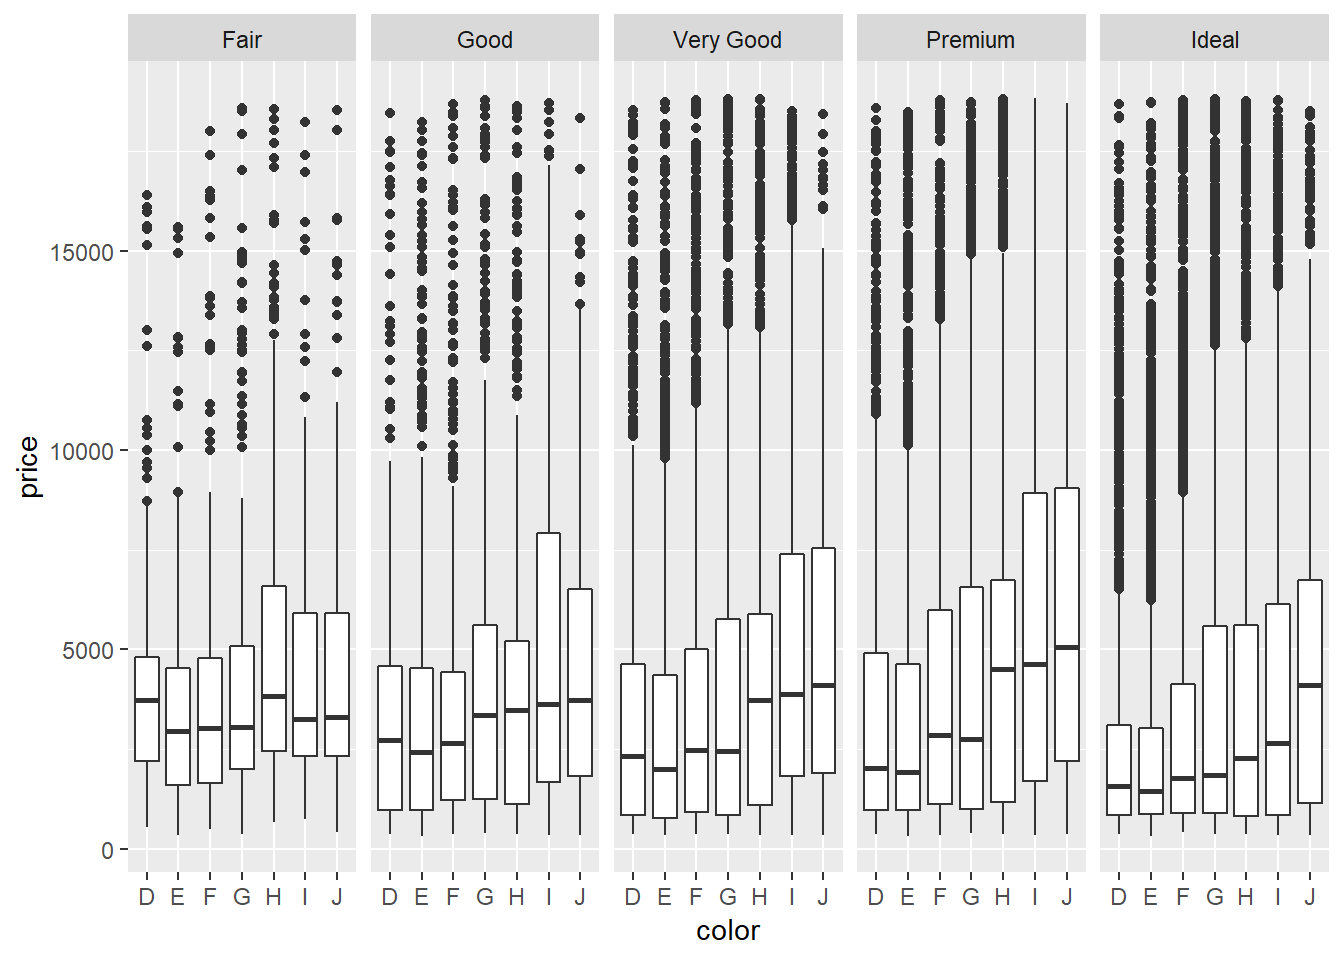 Fair Good Very Good Premium Ideal
15000
10000
5000
0
price
D E F G H I J D E F G H I J D E F G H I J D E F G H I J D E F G H I J
color